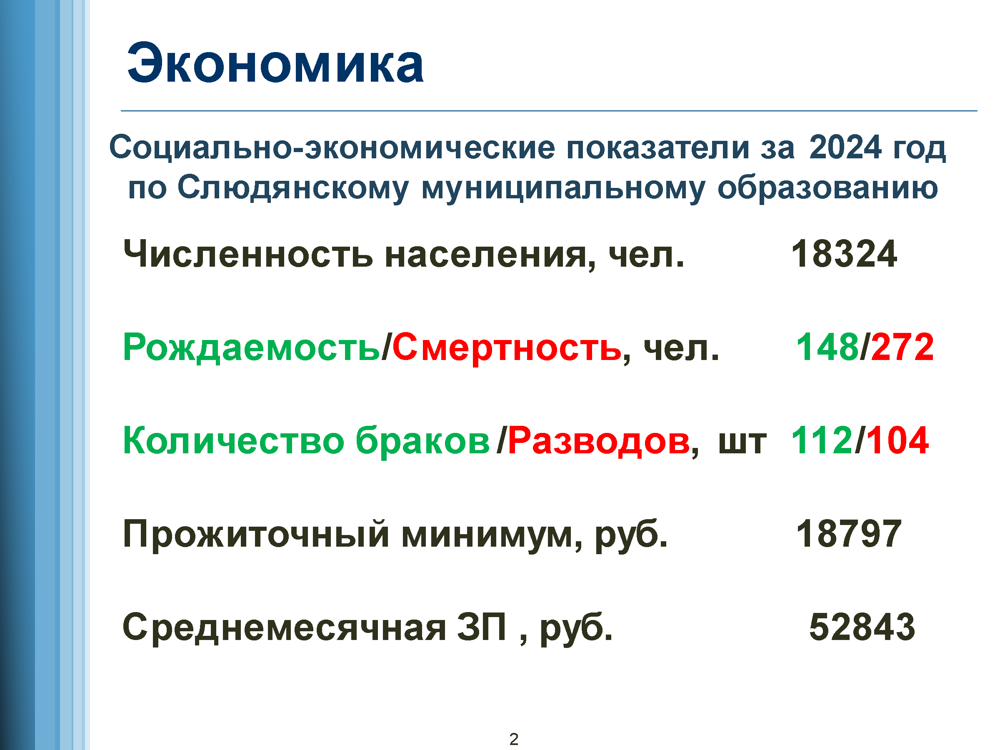 Экономика
Социально-экономические показатели за 2024 год
по Слюдянскому муниципальному образованию
Численность населения, чел. 18324
Рождаемость/Смертность, чел. 148/272
Количество браков /Разводов, шт 112/104
Прожиточный минимум, руб. 18797
Среднемесячная ЗП , руб. 52843
2